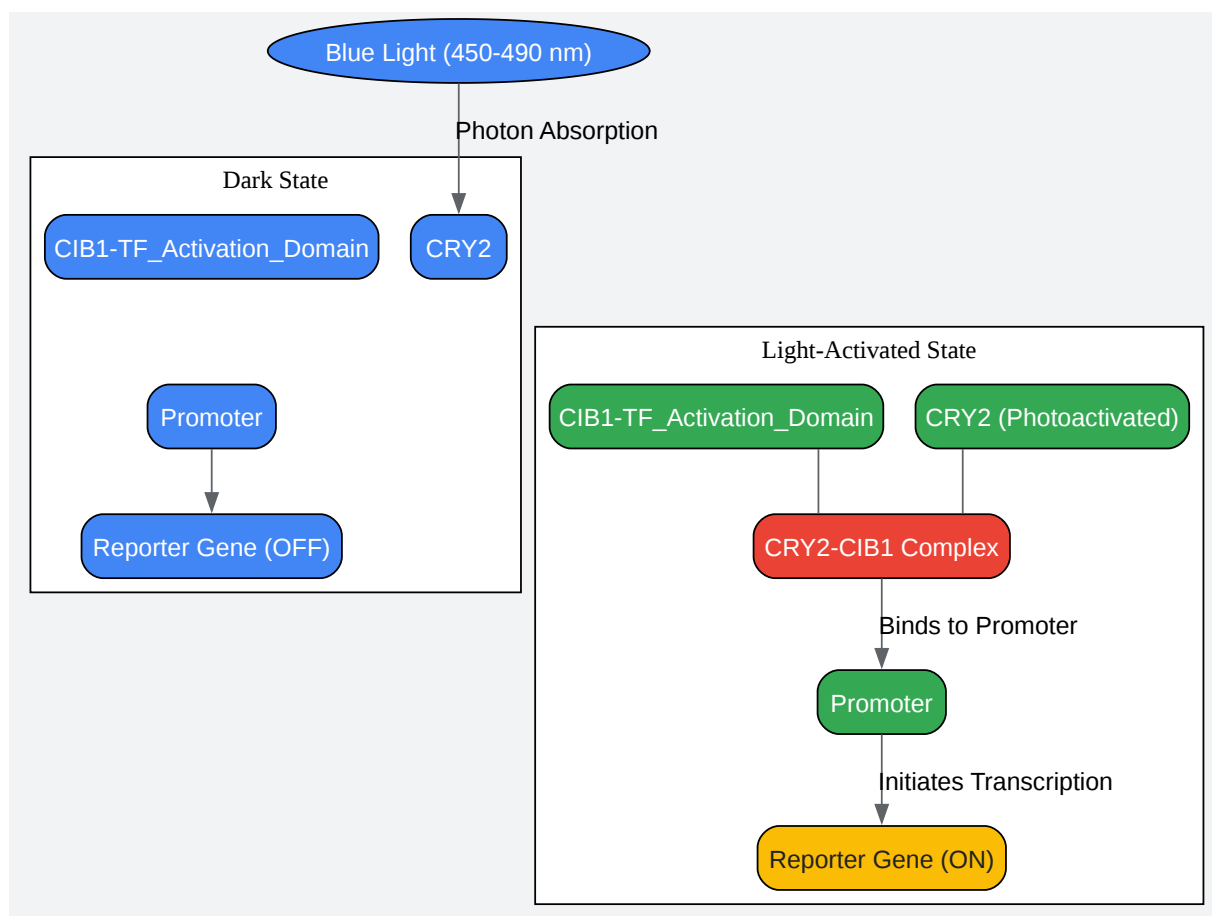 Blue Light (450-490 nm)
Photon Absorption
Dark State
CIB1-TF_Activation_Domain
CRY2
Promoter
Reporter Gene (OFF)
Light-Activated State
CIB1-TF_Activation_Domain
CRY2 (Photoactivated)
CRY2-CIB1 Complex
Binds to Promoter
Promoter
Initiates Transcription
Reporter Gene (ON)